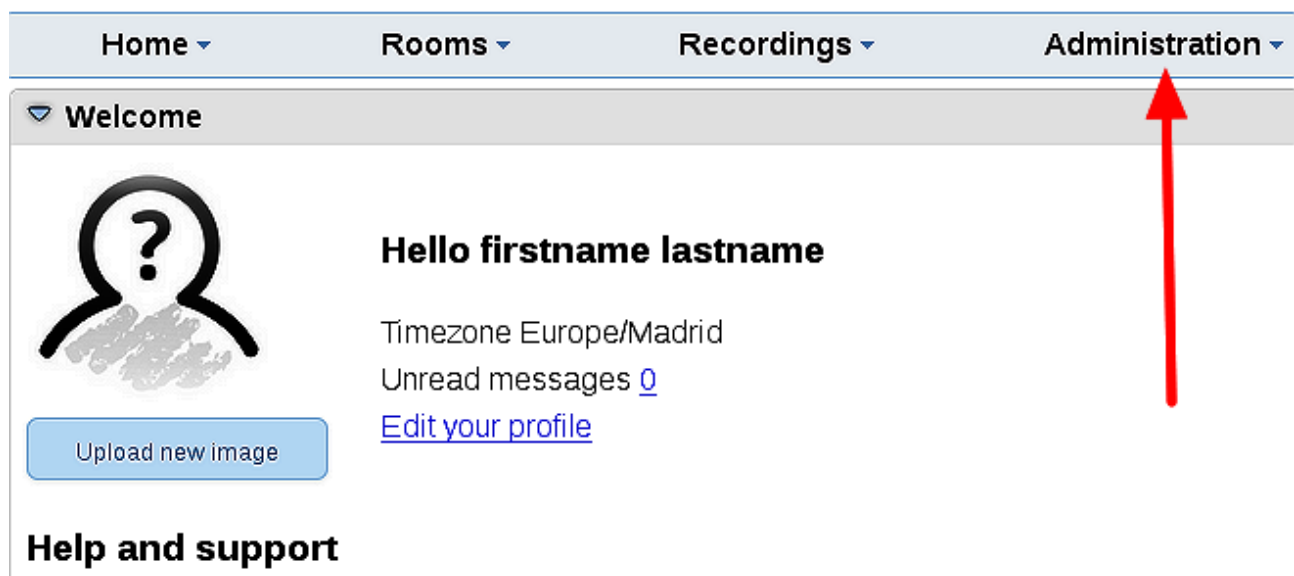 Home Rooms Recordings Administration
Welcome
?
Hello firstname lastname
Timezone Europe/Madrid
Unread messages 0
Edit your profile
Upload new image
Help and support